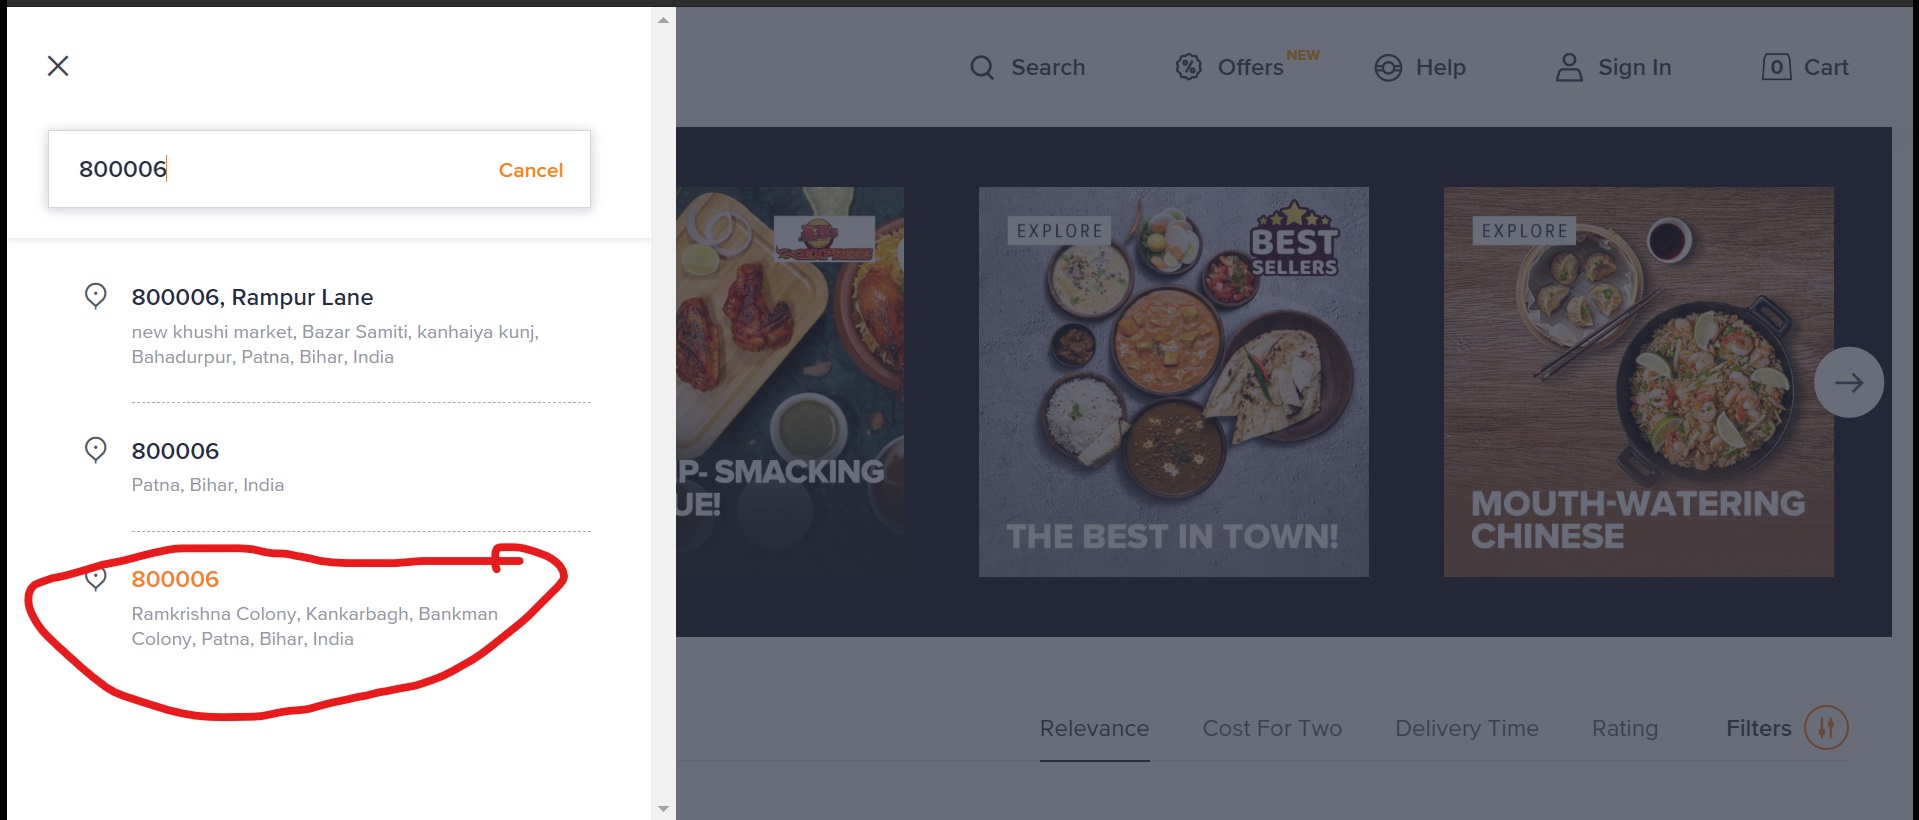 Search
Offers NEW
Help
Sign In
0 Cart
800006 Cancel
800006, Rampur Lane
new khushi market, Bazar Samiti, kanhaiya kunj,
Bahadurpur, Patna, Bihar, India
800006
Patna, Bihar, India
800006
Ramkrishna Colony, Kankarbagh, Bankman
Colony, Patna, Bihar, India
SMACKING
EXPLORE
BEST
SELLERS
THE BEST IN TOWN!
EXPLORE
MOUTH-WATERING
CHINESE
Relevance
Cost For Two
Delivery Time
Rating
Filters